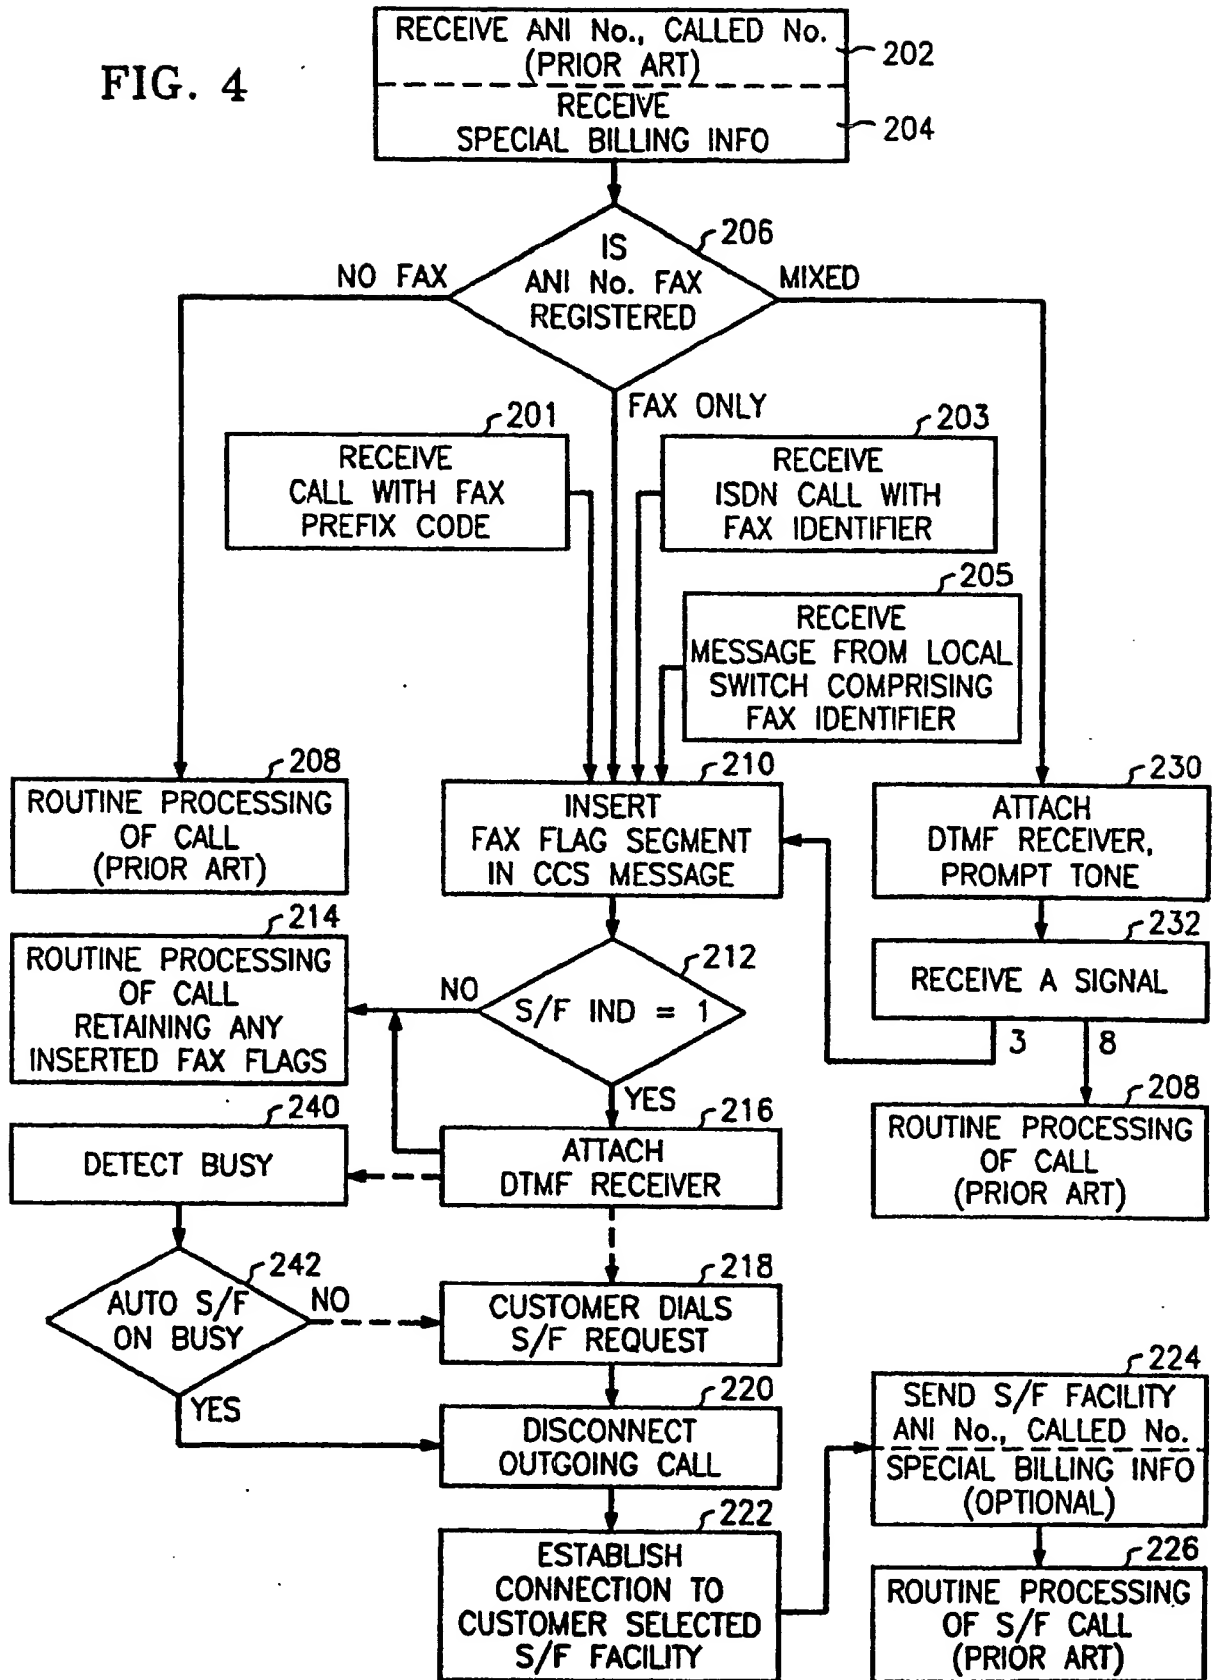 FIG. 4
RECEIVE ANI No., CALLED No.
(PRIOR ART)
202
RECEIVE
SPECIAL BILLING INFO
204
206
IS
ANI No. FAX
REGISTERED
NO FAX
MIXED
FAX ONLY
201
RECEIVE
CALL WITH FAX
PREFIX CODE
203
RECEIVE
ISDN CALL WITH
FAX IDENTIFIER
205
RECEIVE
MESSAGE FROM LOCAL
SWITCH COMPRISING
FAX IDENTIFIER
208
ROUTINE PROCESSING
OF CALL
(PRIOR ART)
210
INSERT
FAX FLAG SEGMENT
IN CCS MESSAGE
230
ATTACH
DTMF RECEIVER,
PROMPT TONE
214
ROUTINE PROCESSING
OF CALL
RETAINING ANY
INSERTED FAX FLAGS
212
NO
S/F IND = 1
YES
232
RECEIVE A SIGNAL
3
8
208
ROUTINE PROCESSING
OF CALL
(PRIOR ART)
240
DETECT BUSY
216
ATTACH
DTMF RECEIVER
242
AUTO S/F
ON BUSY
NO
YES
218
CUSTOMER DIALS
S/F REQUEST
220
DISCONNECT
OUTGOING CALL
222
ESTABLISH
CONNECTION TO
CUSTOMER SELECTED
S/F FACILITY
224
SEND S/F FACILITY
ANI No., CALLED No.
SPECIAL BILLING INFO
(OPTIONAL)
226
ROUTINE PROCESSING
OF S/F CALL
(PRIOR ART)